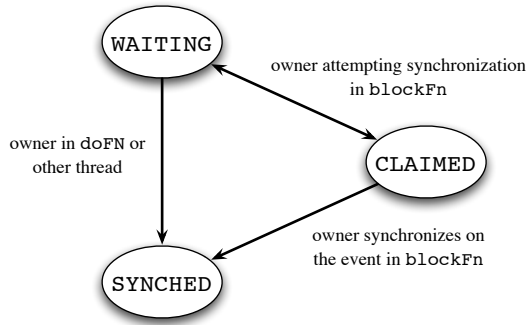 WAITING
owner attempting synchronization
in blockFn
owner in doFN or
other thread
CLAIMED
owner synchronizes on
the event in blockFn
SYNCHED